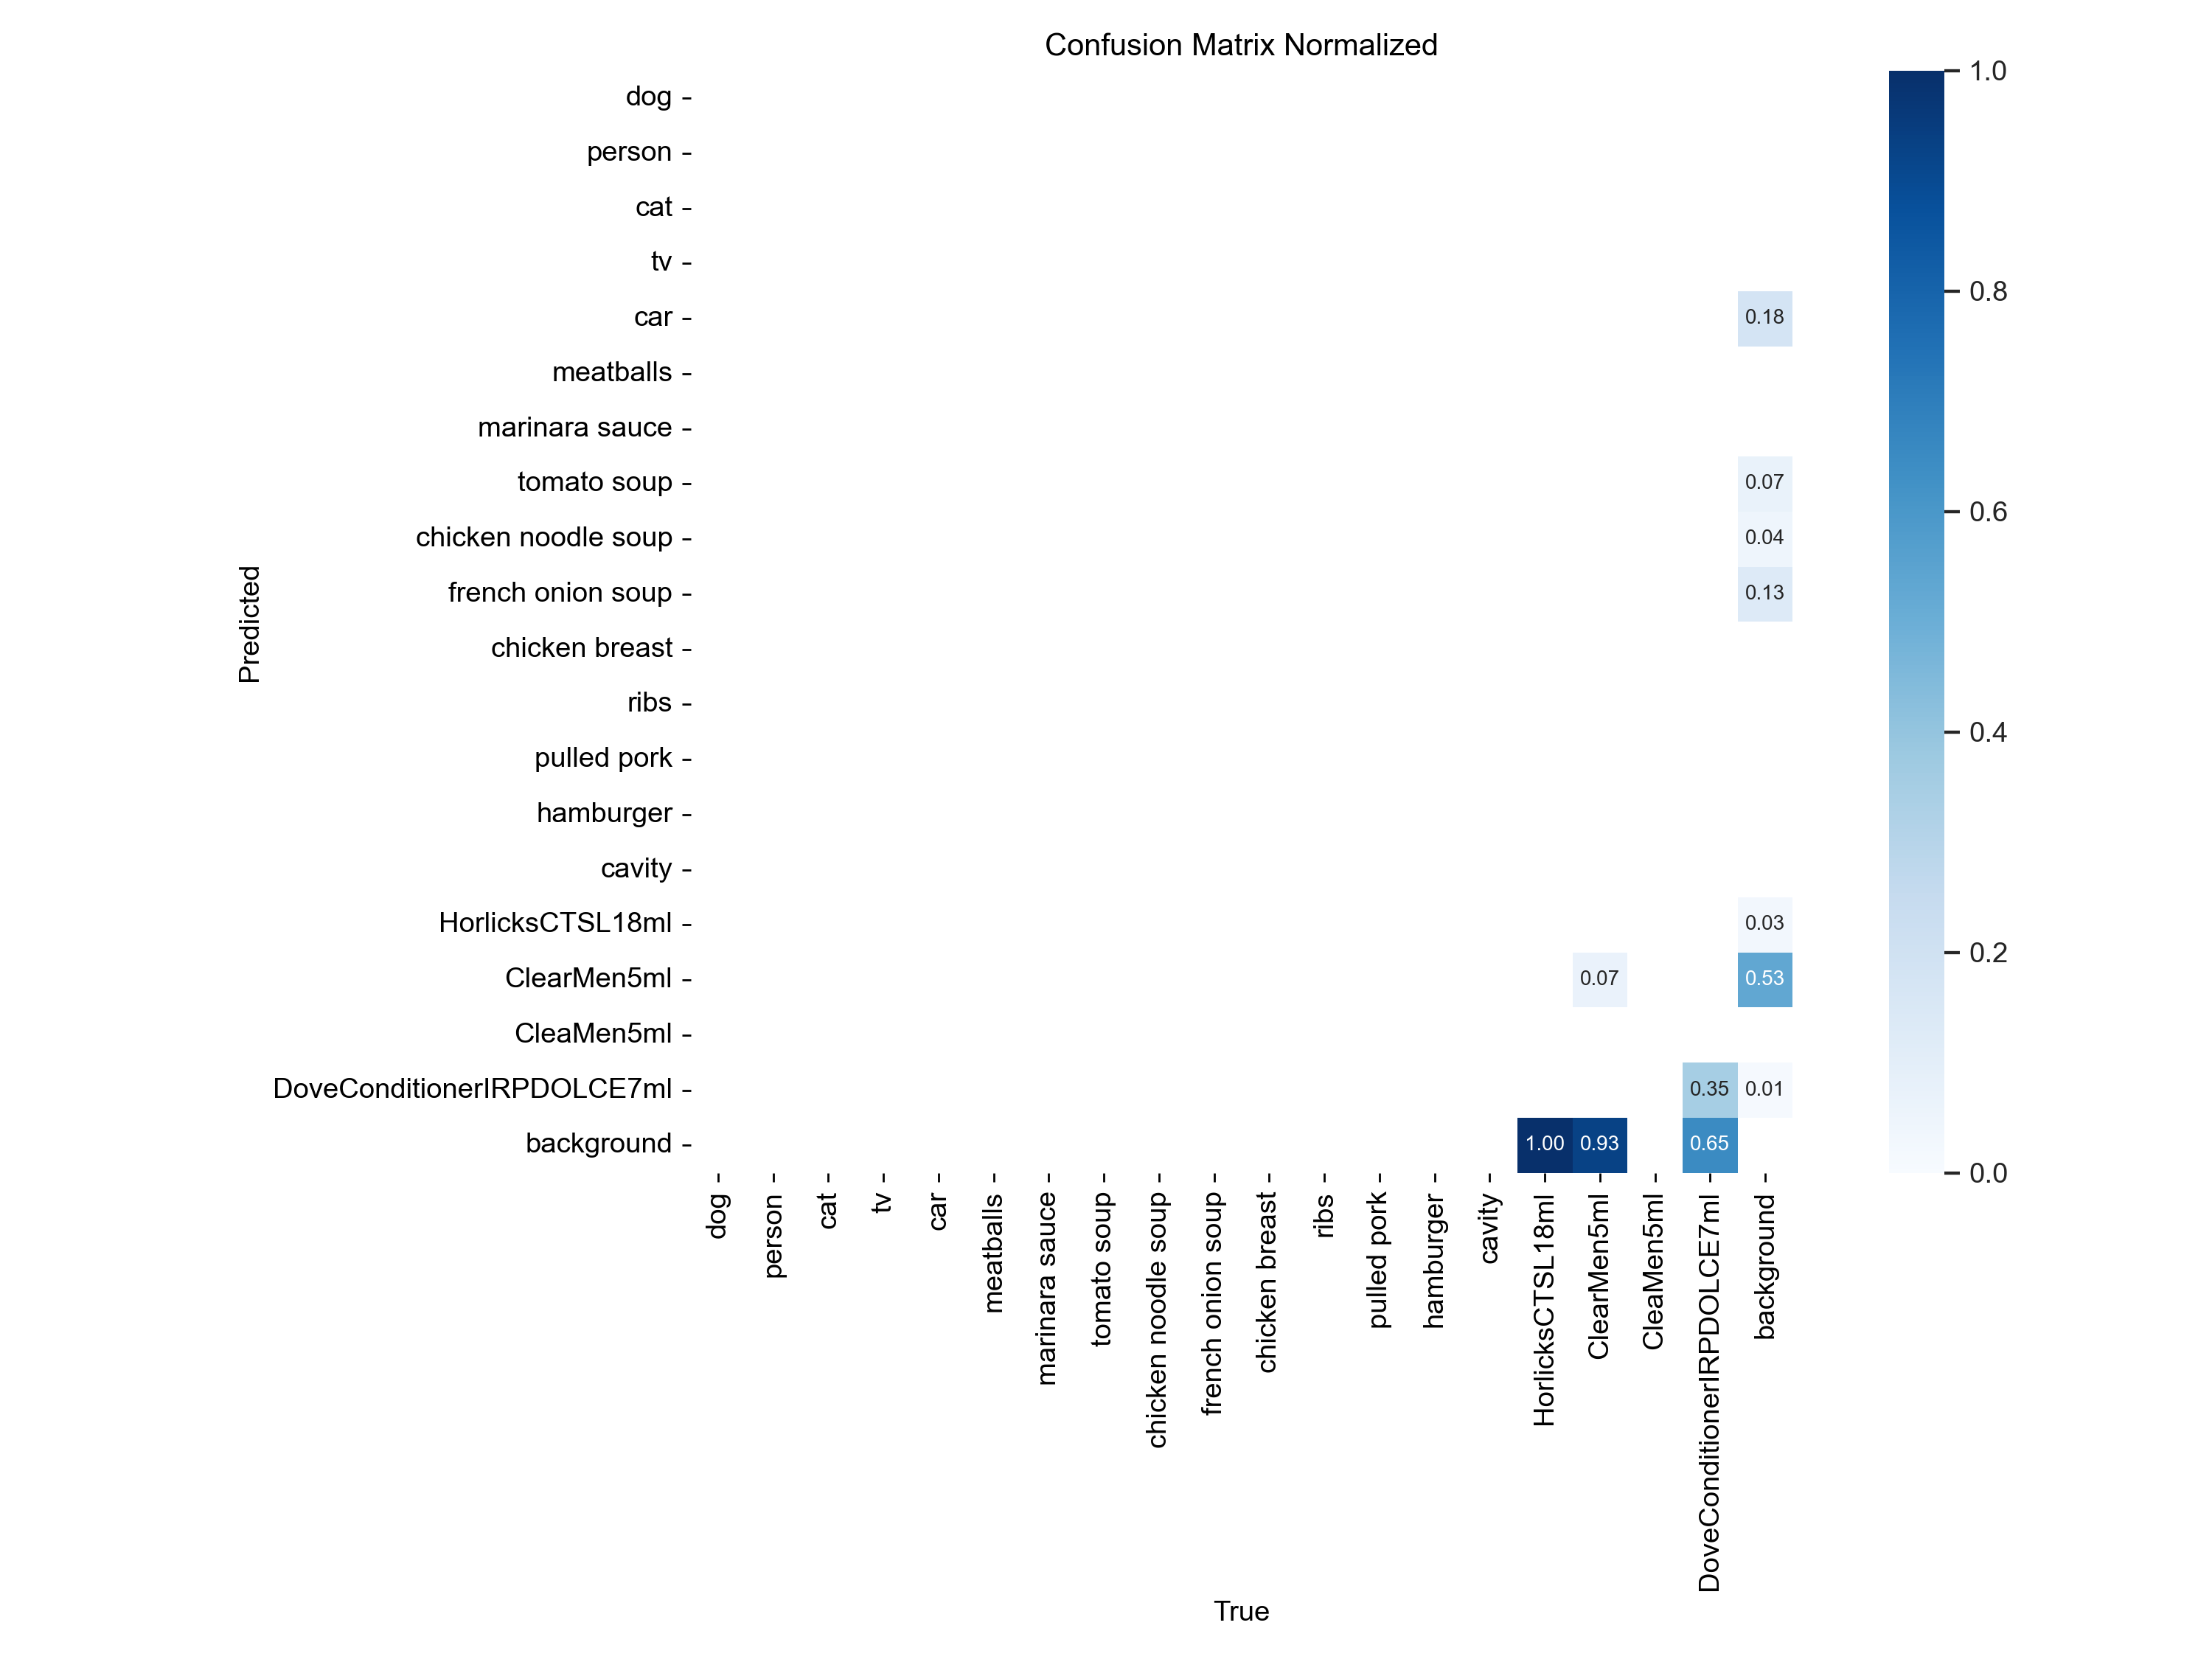 Confusion Matrix Normalized
dog
person
cat
tv
car
meatballs
marinara sauce
tomato soup
chicken noodle soup
french onion soup
chicken breast
ribs
pulled pork
hamburger
cavity
HorlicksCTSL18ml
ClearMen5ml
CleaMen5ml
DoveConditionerIRPDOLCE7ml
background
Predicted
0.18
0.07
0.04
0.13
0.03
0.07 0.53
0.35 0.01
1.00 0.93 0.65
1.0
0.8
0.6
0.4
0.2
0.0
dog
person
cat
tv
car
meatballs
marinara sauce
tomato soup
chicken noodle soup
french onion soup
chicken breast
ribs
pulled pork
hamburger
cavity
HorlicksCTSL18ml
ClearMen5ml
CleaMen5ml
DoveConditionerIRPDOLCE7ml
background
True